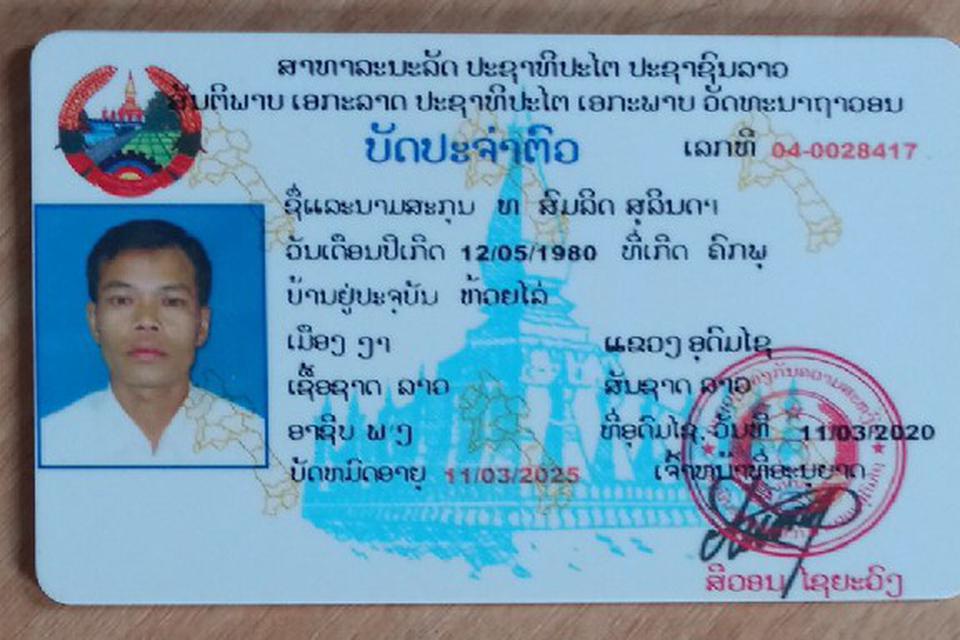 ສາທາລະນະລັດ ປະຊາທິປະໄຕ ປະຊາຊົນລາວ
ສັນຕິພາບ ເອກະລາດ ປະຊາທິປະໄຕ ເອກະພາບ ວັດທະນາຖາວອນ
ບັດປະຈຳຕົວ ເລກທີ 04-0028417
ຊື່ແລະນາມສະກຸນ ທ ສົມລິດ ສຸລິນດາ
ວັນເດືອນປີເກີດ 12/05/1980 ທີ່ເກີດ ຄົກພຸ
ບ້ານຢູ່ປະຈຸບັນ ຫ້ວຍໄລ່
ເມືອງ ງາ ແຂວງ ອຸດົມໄຊ
ເຊື້ອຊາດ ລາວ ສັນຊາດ ລາວ
ອາຊີບ ພ/ງ ທີ່ອຸດົມໄຊ. ວັນທີ 11/03/2020
ບັດຫມົດອາຍຸ 11/03/2025 ເຈົ້າຫນ້າທີ່ອະນຸຍາດ
ສີວອນ ໄຊຍະວົງ